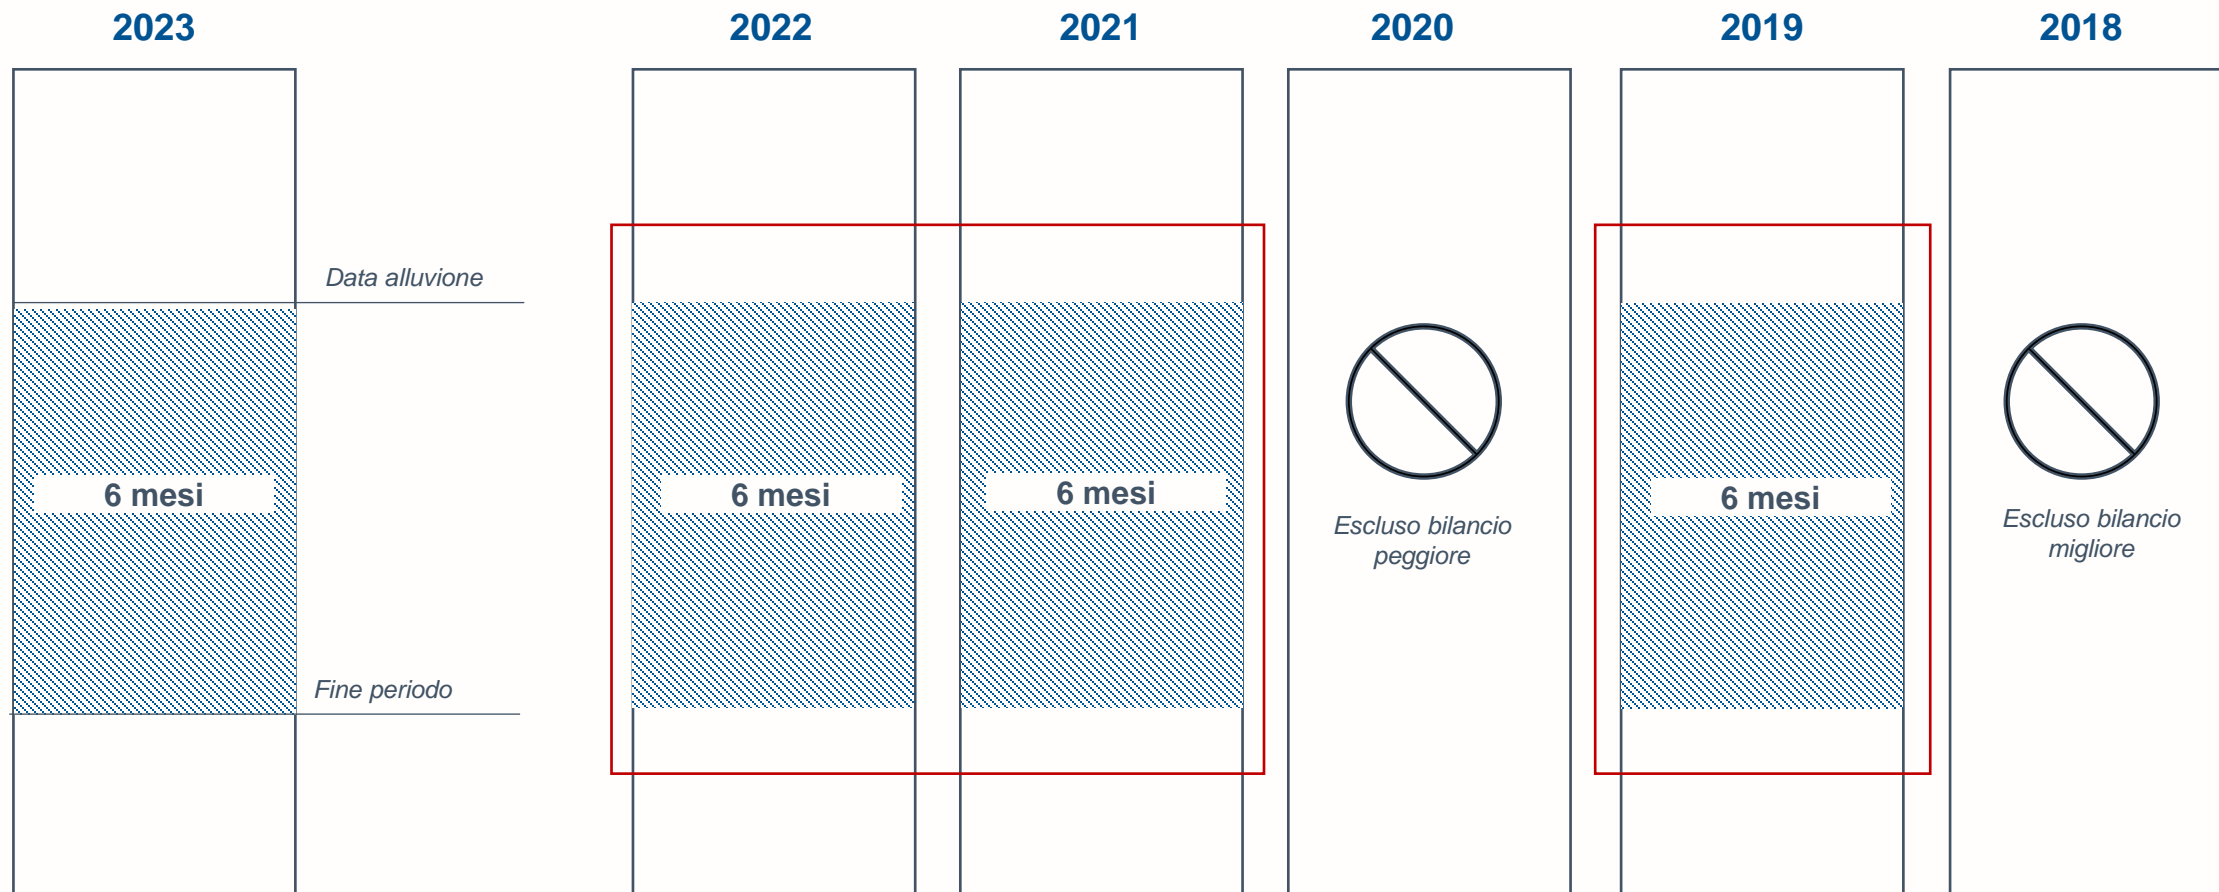 2023
2022
2021
2020
2019
2018
Data alluvione
6 mesi
6 mesi
6 mesi
6 mesi
Escluso bilancio
peggiore
Escluso bilancio
migliore
Fine periodo